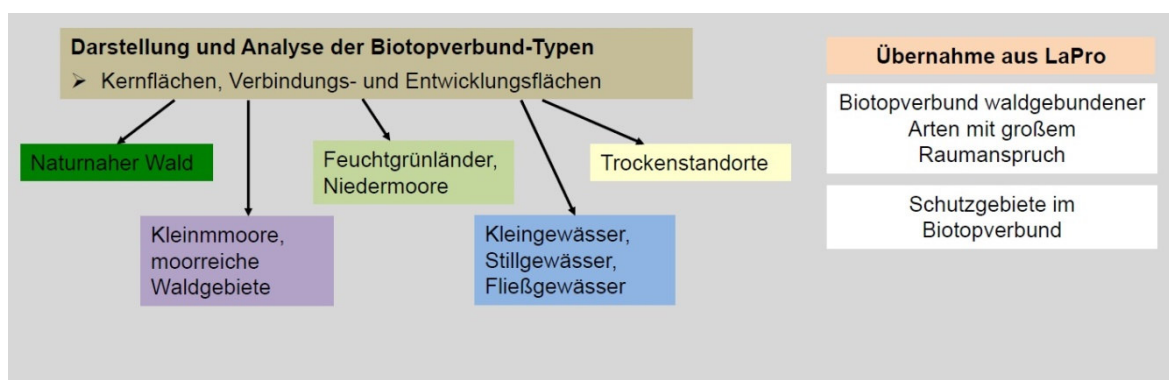 Darstellung und Analyse der Biotopverbund-Typen
➢ Kernflächen, Verbindungs- und Entwicklungsflächen
Naturnaher Wald
Kleinmmoore,
moorreiche
Waldgebiete
Feuchtgrünländer,
Niedermoore
Kleingewässer,
Stillgewässer,
Fließgewässer
Trockenstandorte
Übernahme aus LaPro
Biotopverbund waldgebundener
Arten mit großem
Raumanspruch
Schutzgebiete im
Biotopverbund